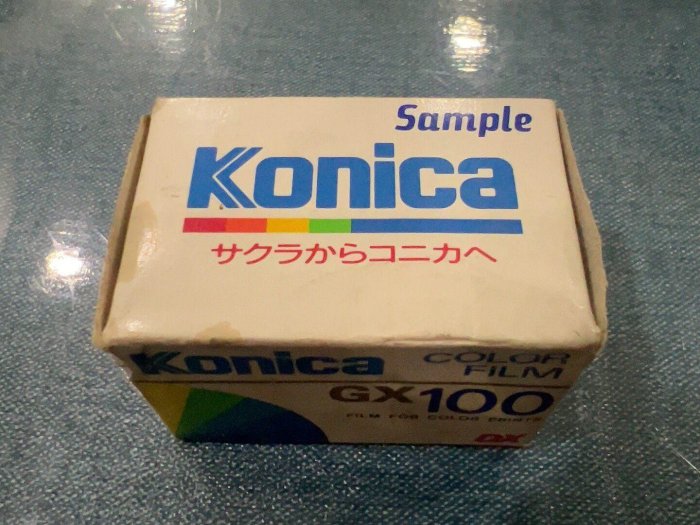 Sample
Konica
サクラからコニカへ
Konica COLOR FILM
GX100
FILM FOR COLOR PRINTS
DX